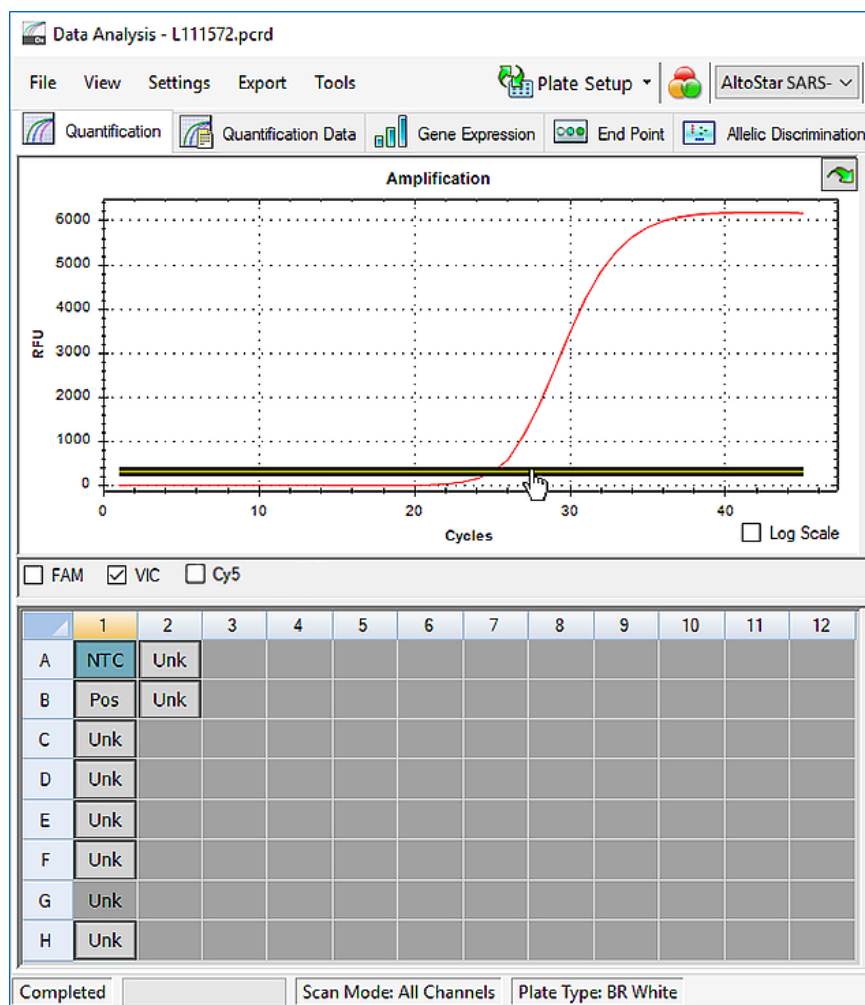 Data Analysis - L111572.pcrd
File View Settings Export Tools Plate Setup AltoStar SARS-
Quantification Quantification Data Gene Expression End Point Allelic Discrimination
Amplification
6000
5000
4000
3000
2000
1000
0
RFU
0 10 20 30 40
Cycles
Log Scale
FAM VIC Cy5
1 2 3 4 5 6 7 8 9 10 11 12
A NTC Unk
B Pos Unk
C Unk
D Unk
E Unk
F Unk
G Unk
H Unk
Completed Scan Mode: All Channels Plate Type: BR White